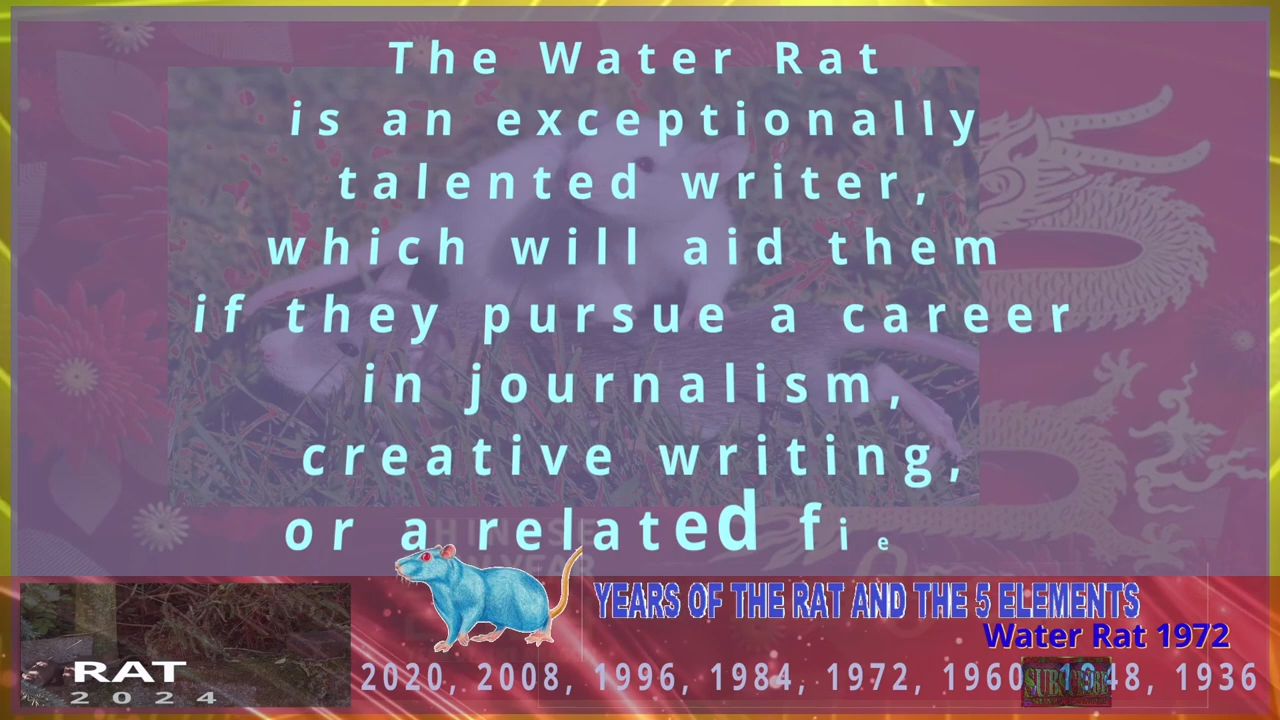 The Water Rat
is an exceptionally
talented writer,
which will aid them
if they pursue a career
in journalism,
creative writing,
or a related fie
YEARS OF THE RAT AND THE 5 ELEMENTS
Water Rat 1972
RAT
2024
2020, 2008, 1996, 1984, 1972, 1960, 1948, 1936
SUBSCRIBE